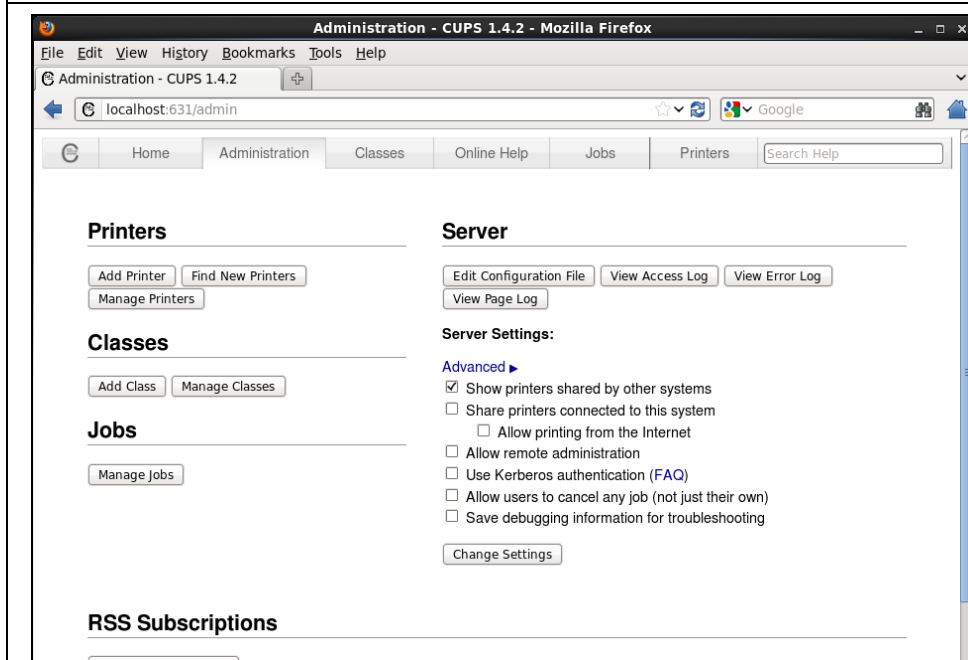 Administration - CUPS 1.4.2 - Mozilla Firefox
File Edit View History Bookmarks Tools Help
Administration - CUPS 1.4.2
localhost:631/admin
Google
Home Administration Classes Online Help Jobs Printers Search Help
Printers
Add Printer Find New Printers
Manage Printers
Classes
Add Class Manage Classes
Jobs
Manage Jobs
Server
Edit Configuration File View Access Log View Error Log
View Page Log
Server Settings:
Advanced ▸
Show printers shared by other systems
Share printers connected to this system
Allow printing from the Internet
Allow remote administration
Use Kerberos authentication (FAQ)
Allow users to cancel any job (not just their own)
Save debugging information for troubleshooting
Change Settings
RSS Subscriptions